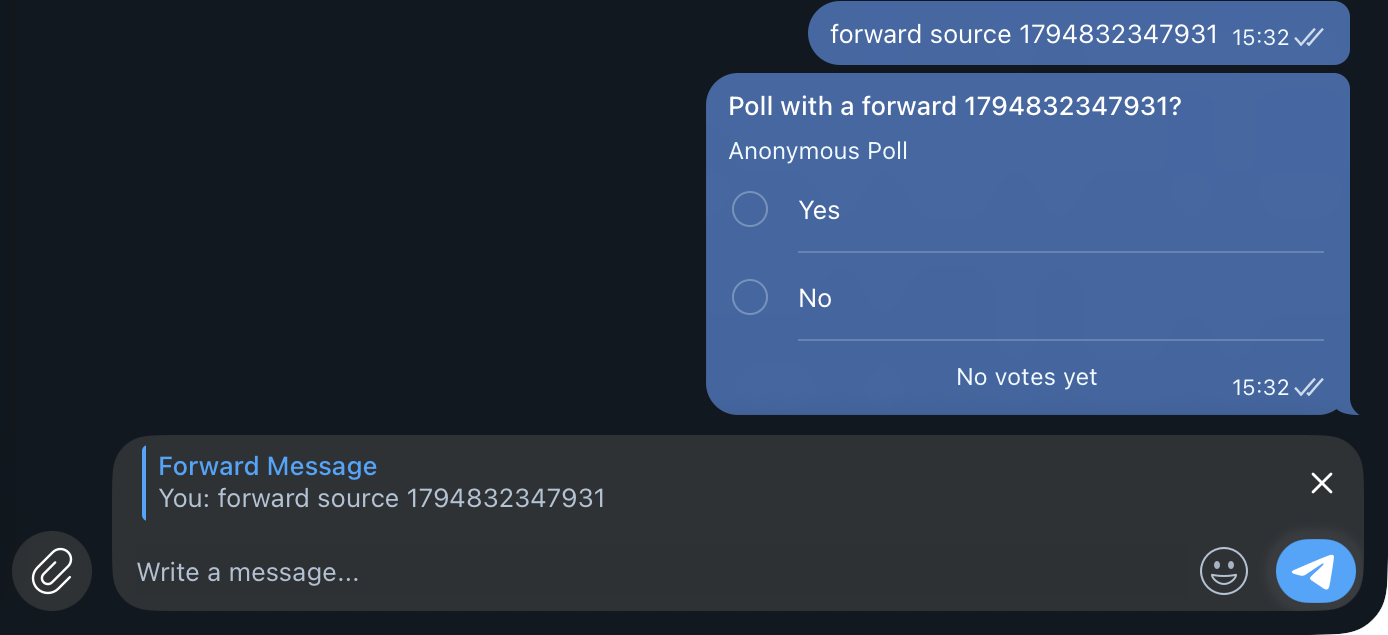 forward source 1794832347931 15:32
Poll with a forward 1794832347931?
Anonymous Poll
Yes
No
No votes yet
15:32
Forward Message
You: forward source 1794832347931
Write a message...